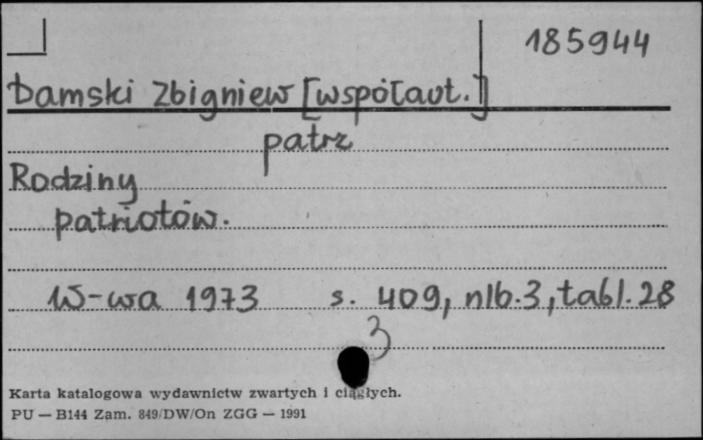 185944
Damski Zbigniew [współaut.]
patrz
Rodziny
patriotów.
W-wa 1973 s. 409, nlb. 3, tabl. 28
3
Karta katalogowa wydawnictw zwartych i ciągłych.
PU — B144 Zam. 849/DW/On ZGG — 1991